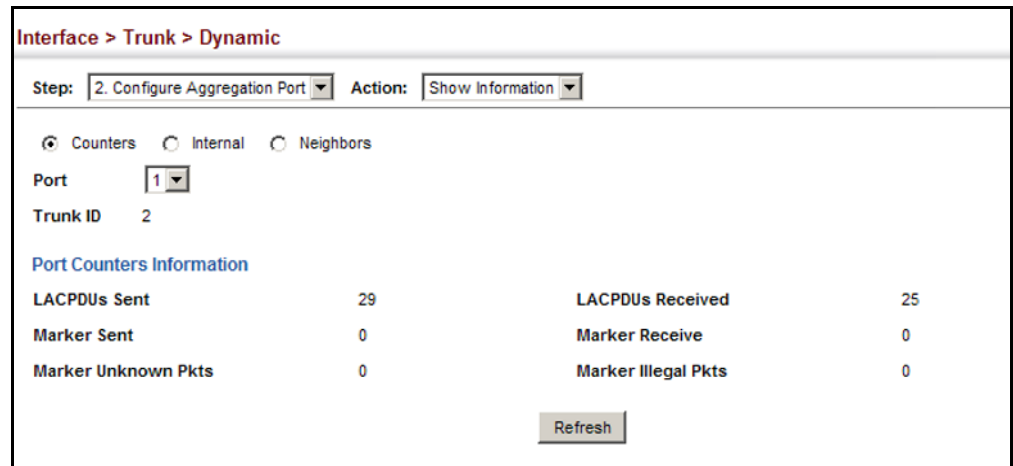 Interface > Trunk > Dynamic
Step: 2. Configure Aggregation Port Action: Show Information
Counters Internal Neighbors
Port 1
Trunk ID 2
Port Counters Information
LACPDUs Sent 29 LACPDUs Received 25
Marker Sent 0 Marker Receive 0
Marker Unknown Pkts 0 Marker Illegal Pkts 0
Refresh